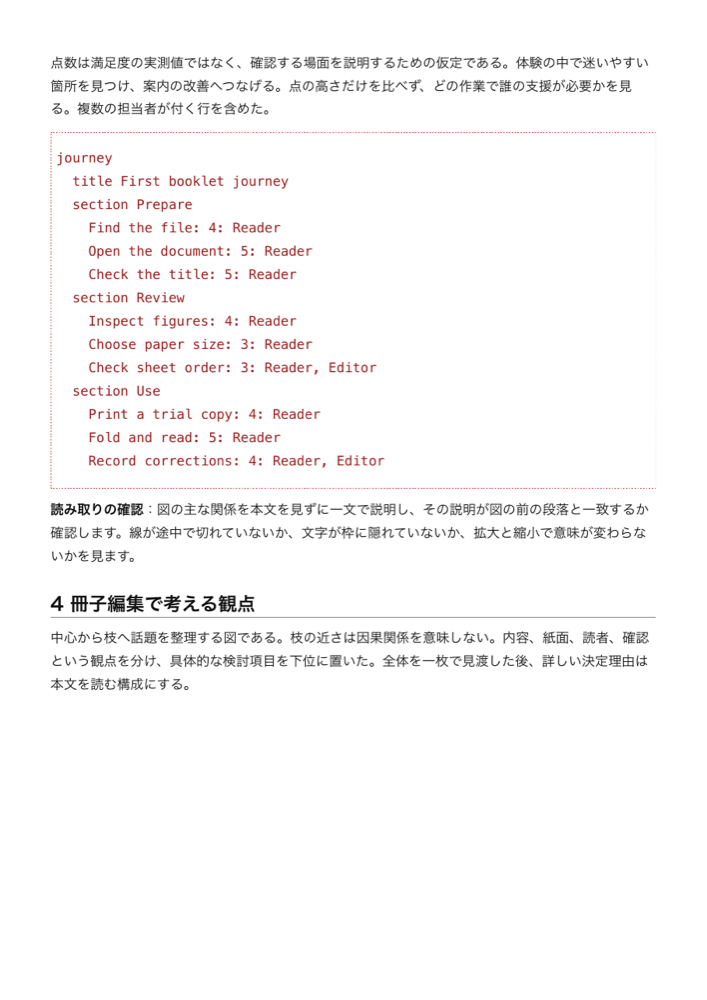 点数は満足度の実測値ではなく、確認する場面を説明するための仮定である。体験の中で迷いやすい
箇所を見つけ、案内の改善へつなげる。点の高さだけを比べず、どの作業で誰の支援が必要かを見
る。複数の担当者が付く行を含めた。
journey
title First booklet journey
section Prepare
Find the file: 4: Reader
Open the document: 5: Reader
Check the title: 5: Reader
section Review
Inspect figures: 4: Reader
Choose paper size: 3: Reader
Check sheet order: 3: Reader, Editor
section Use
Print a trial copy: 4: Reader
Fold and read: 5: Reader
Record corrections: 4: Reader, Editor
読み取りの確認：図の主な関係を本文を見ずに一文で説明し、その説明が図の前の段落と一致するか
確認します。線が途中で切れていないか、文字が枠に隠れていないか、拡大と縮小で意味が変わらな
いかを見ます。
4 冊子編集で考える観点
中心から枝へ話題を整理する図である。枝の近さは因果関係を意味しない。内容、紙面、読者、確認
という観点を分け、具体的な検討項目を下位に置いた。全体を一枚で見渡した後、詳しい決定理由は
本文を読む構成にする。